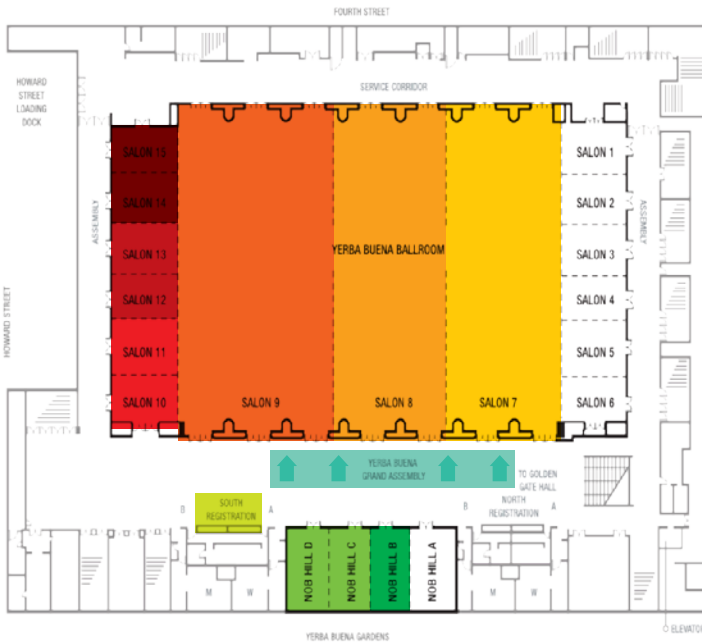 FOURTH STREET
HOWARD
STREET
LOADING
DOCK
SERVICE CORRIDOR
SALON 15
SALON 14
SALON 13
SALON 12
SALON 11
SALON 10
ASSEMBLY
HOWARD STREET
YERBA BUENA BALLROOM
SALON 9
SALON 8
SALON 7
SALON 1
SALON 2
SALON 3
SALON 4
SALON 5
SALON 6
ASSEMBLY
YERBA BUENA
GRAND ASSEMBLY
TO GOLDEN
GATE HALL
B
SOUTH
REGISTRATION
A
B
NORTH
REGISTRATION
A
NOB HILL D
NOB HILL C
NOB HILL B
NOB HILL A
M
W
M
W
YERBA BUENA GARDENS
ELEVATO